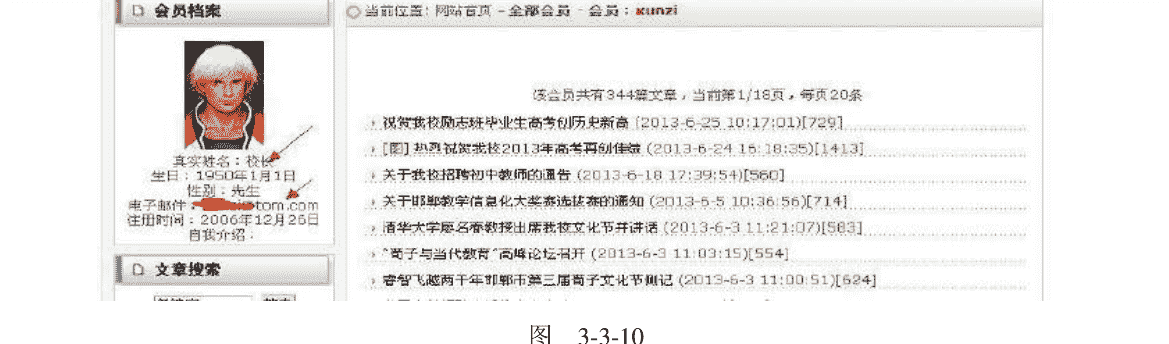 会员档案
当前位置：网站首页 - 全部会员 - 会员：xunzi
该会员共有344篇文章，当前第1/18页，每页20条
祝贺我校励志班毕业生高考创历史新高 (2013-6-25 10:17:01)[729]
[图] 热烈祝贺我校2013年高考再创佳绩 (2013-6-24 16:18:35)[1413]
关于我校招聘初中教师的通告 (2013-6-18 17:39:54)[560]
关于邯郸教学信息化大奖赛选拔赛的通知 (2013-6-5 10:36:56)[714]
清华大学廖名春教授出席我校文化节并讲话 (2013-6-3 11:21:07)[583]
"荀子与当代教育"高峰论坛召开 (2013-6-3 11:03:15)[554]
睿智飞越两千年邯郸市第三届荀子文化节侧记 (2013-6-3 11:00:51)[624]
真实姓名：校长
生日：1950年1月1日
性别：先生
电子邮件：tom.com
注册时间：2006年12月26日
自我介绍：
文章搜索
图 3-3-10